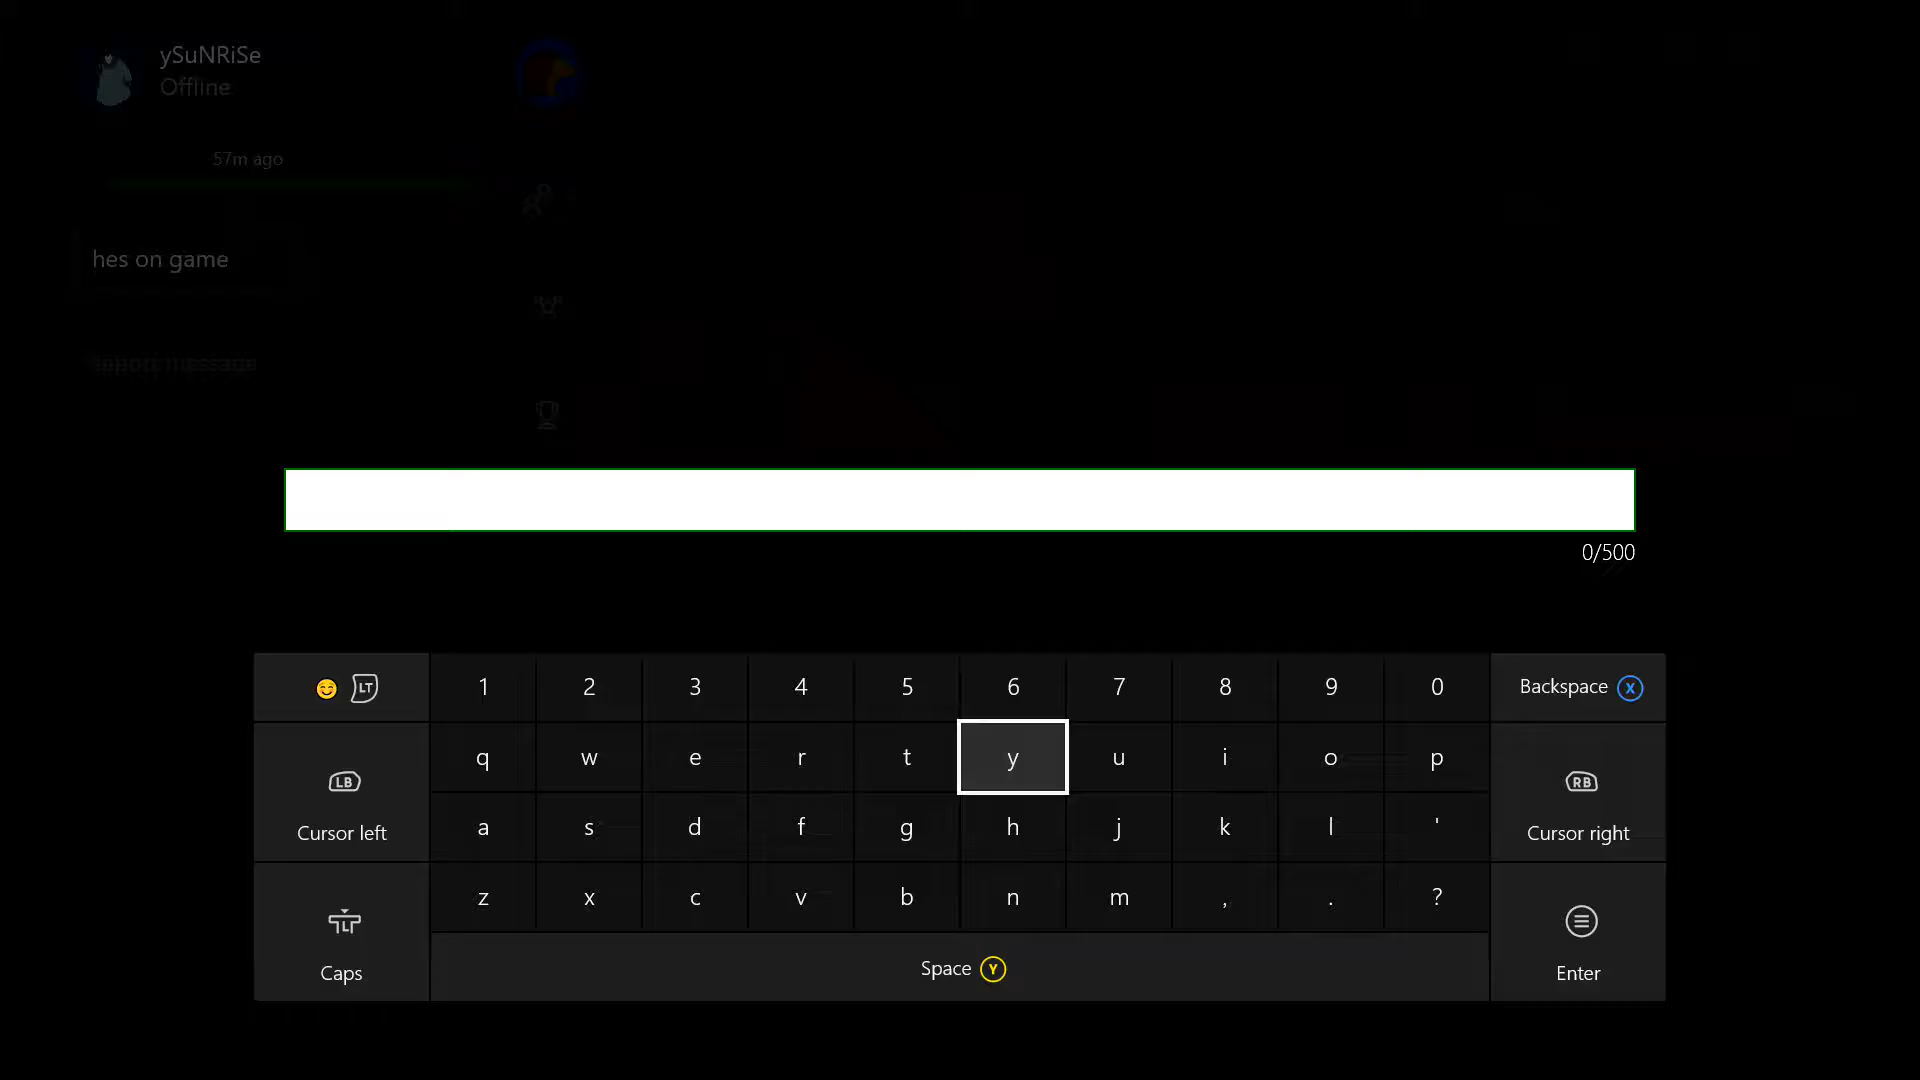 ySuNRiSe
Offline
57m ago
hes on game
0/500
😊 LT 1 2 3 4 5 6 7 8 9 0 Backspace X
q w e r t y u i o p
LB RB
Cursor left a s d f g h j k l ' Cursor right
z x c v b n m , . ?
Caps Space Y Enter